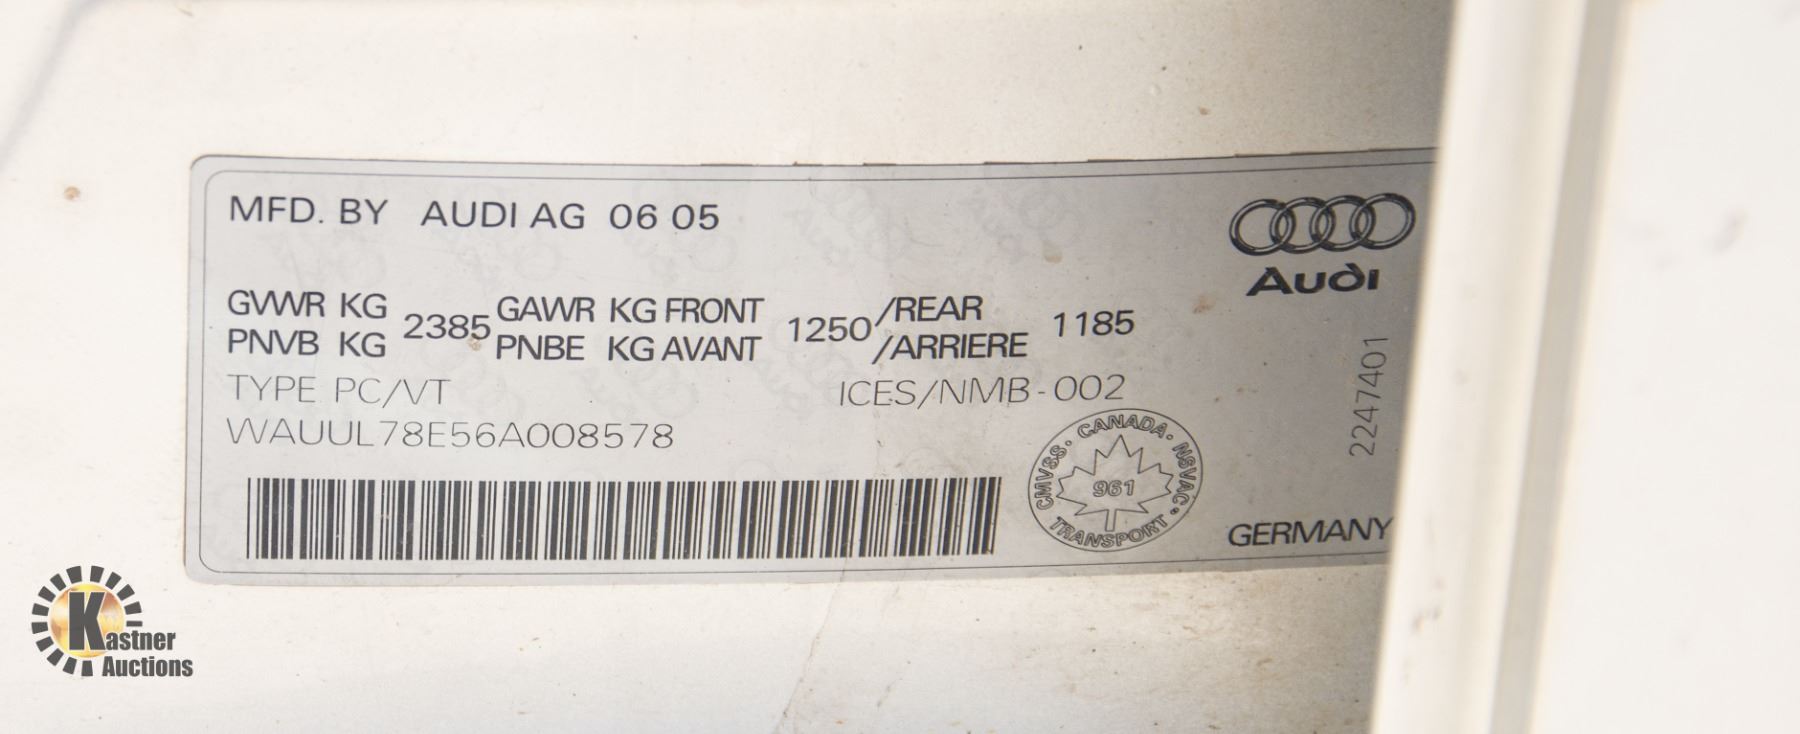 MFD. BY AUDI AG 06 05
Audi
GVWR KG 2385 GAWR KG FRONT 1250 /REAR 1185
PNVB KG PNBE KG AVANT /ARRIERE
TYPE PC/VT ICES/NMB-002
WAUUL78E56A008578
2247401
CMVSS · CANADA · NSVAC ·
961
TRANSPORT
GERMANY
Kastner
Auctions